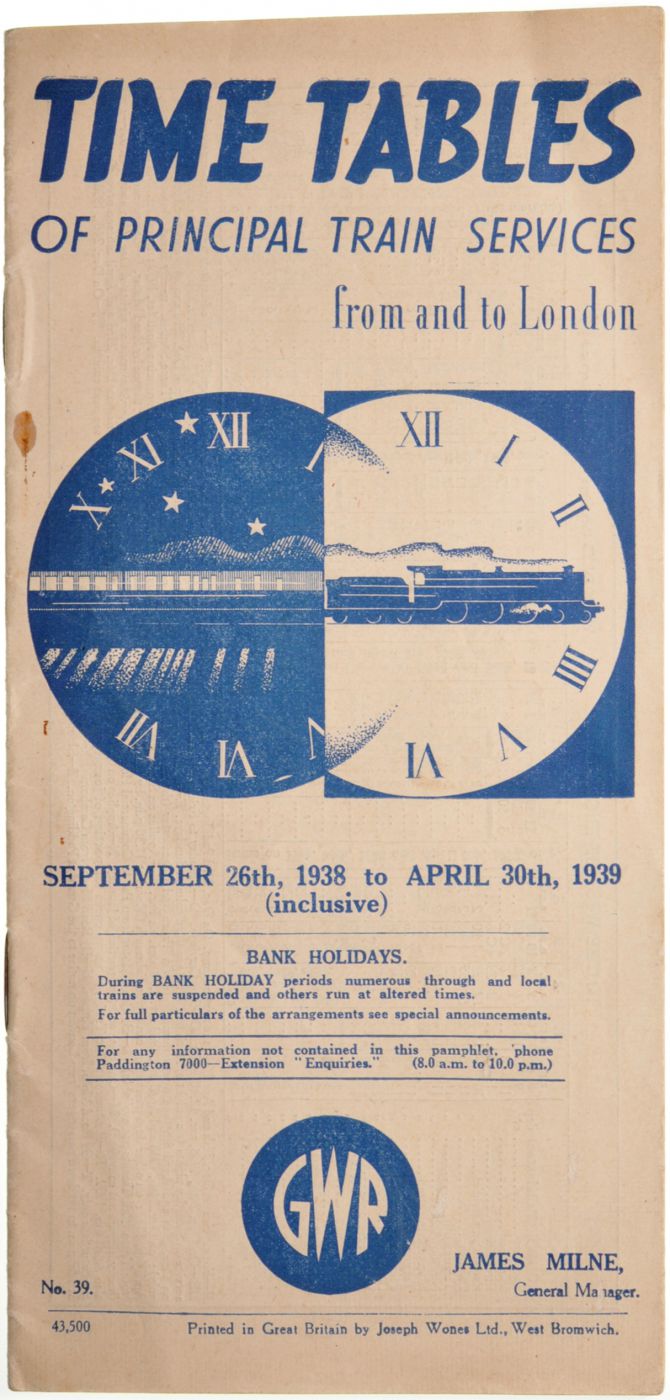 TIME TABLES
OF PRINCIPAL TRAIN SERVICES
from and to London
X XI XII I
XII I II
IIII
VII VI V
VI V
SEPTEMBER 26th, 1938 to APRIL 30th, 1939
(inclusive)
BANK HOLIDAYS.
During BANK HOLIDAY periods numerous through and local
trains are suspended and others run at altered times.
For full particulars of the arrangements see special announcements.
For any information not contained in this pamphlet, 'phone
Paddington 7000—Extension "Enquiries." (8.0 a.m. to 10.0 p.m.)
GWR
JAMES MILNE,
No. 39.
General Manager.
43,500
Printed in Great Britain by Joseph Wones Ltd., West Bromwich.